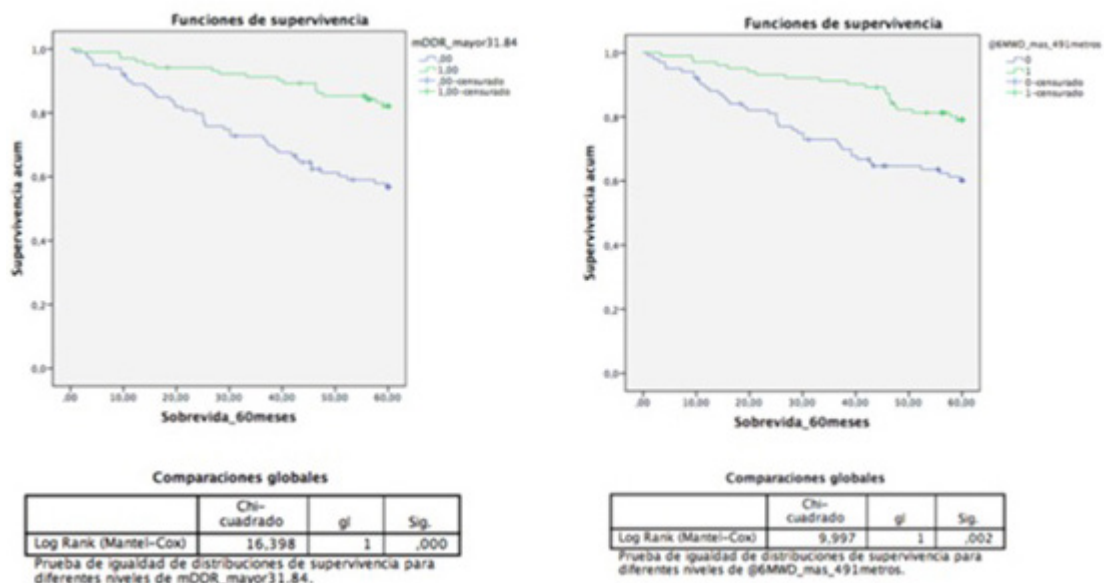 Funciones de supervivencia
mDDR_mayor31.84
,00
1,00
,00-censurado
1,00-censurado
Supervivencia acum
1,0
0,8
0,6
0,4
0,2
0,0
,00 10,00 20,00 30,00 40,00 50,00 60,00
Sobrevida_60meses
Comparaciones globales
Chi-
cuadrado gl Sig.
Log Rank (Mantel-Cox) 16,398 1 ,000
Prueba de igualdad de distribuciones de supervivencia para
diferentes niveles de mDDR_mayor31.84.
Funciones de supervivencia
@6MWD_mas_491metros
0
1
0-censurado
1-censurado
Supervivencia acum
1,0
0,8
0,6
0,4
0,2
0,0
,00 10,00 20,00 30,00 40,00 50,00 60,00
Sobrevida_60meses
Comparaciones globales
Chi-
cuadrado gl Sig.
Log Rank (Mantel-Cox) 9,997 1 ,002
Prueba de igualdad de distribuciones de supervivencia para
diferentes niveles de @6MWD_mas_491metros.